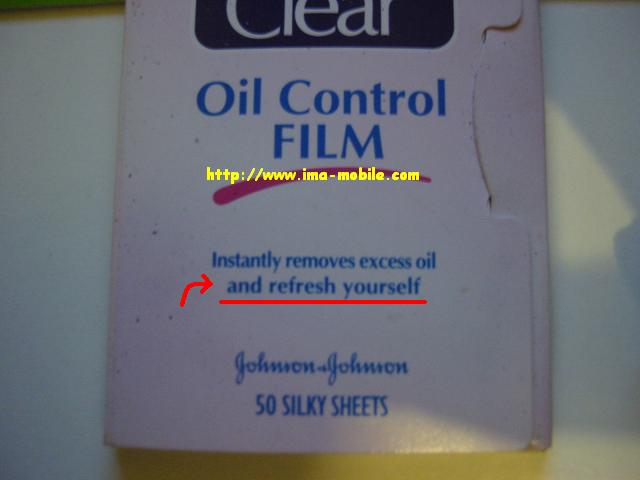 Clear
Oil Control
FILM
http://www.ima-mobile.com
Instantly removes excess oil
and refresh yourself
Johnson & Johnson
50 SILKY SHEETS